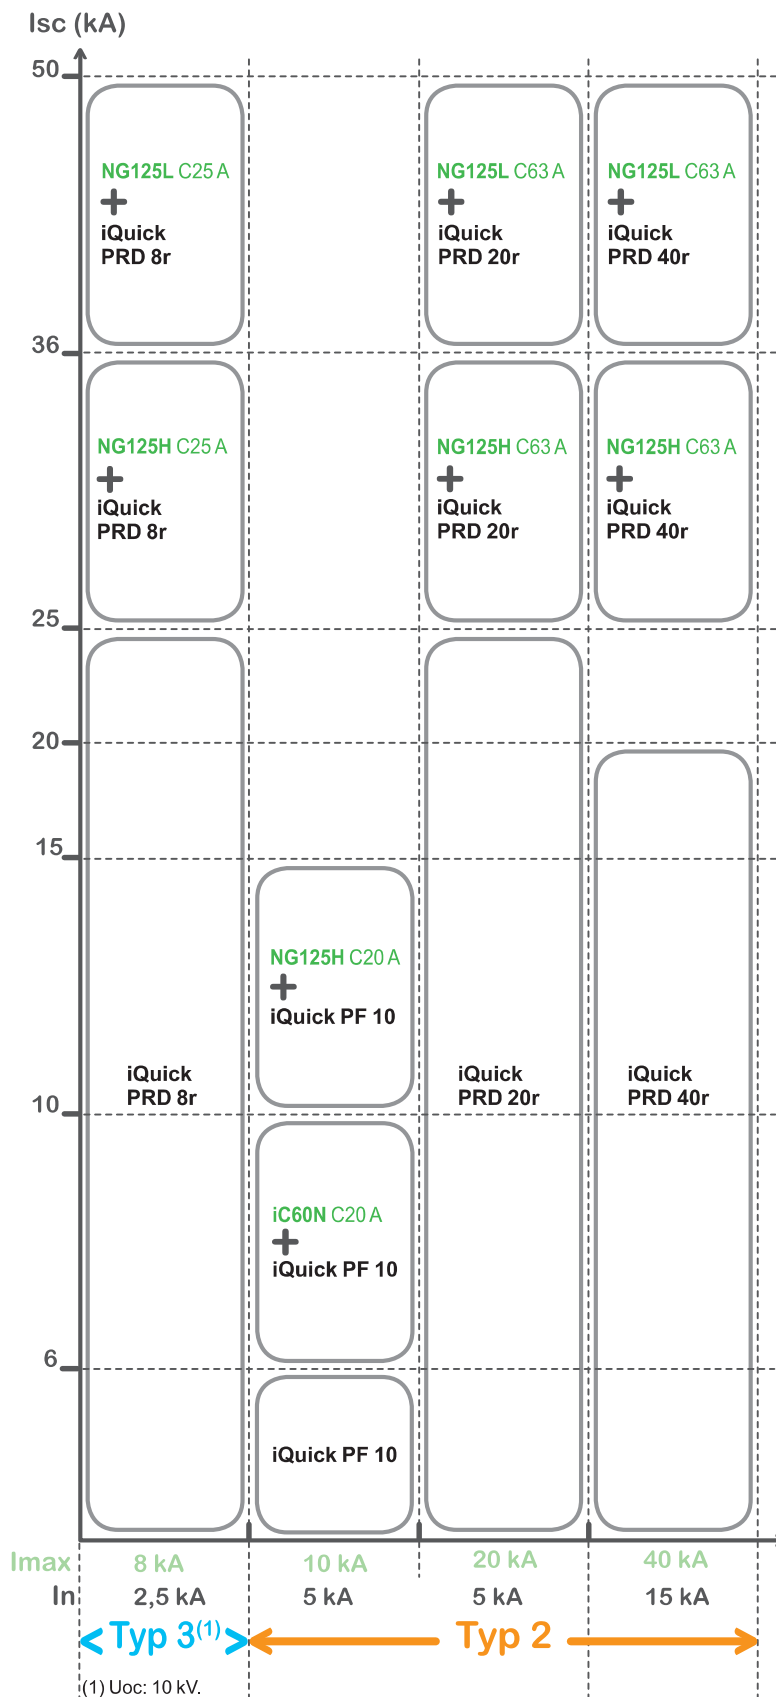 Isc (kA)
50
NG125L C25 A
+
iQuick
PRD 8r
NG125L C63 A
+
iQuick
PRD 20r
NG125L C63 A
+
iQuick
PRD 40r
36
NG125H C25 A
+
iQuick
PRD 8r
NG125H C63 A
+
iQuick
PRD 20r
NG125H C63 A
+
iQuick
PRD 40r
25
20
15
NG125H C20 A
+
iQuick PF 10
iQuick
PRD 8r
iQuick
PRD 20r
iQuick
PRD 40r
10
iC60N C20 A
+
iQuick PF 10
6
iQuick PF 10
Imax 8 kA 10 kA 20 kA 40 kA
In 2,5 kA 5 kA 5 kA 15 kA
Typ 3(1) Typ 2
(1) Uoc: 10 kV.